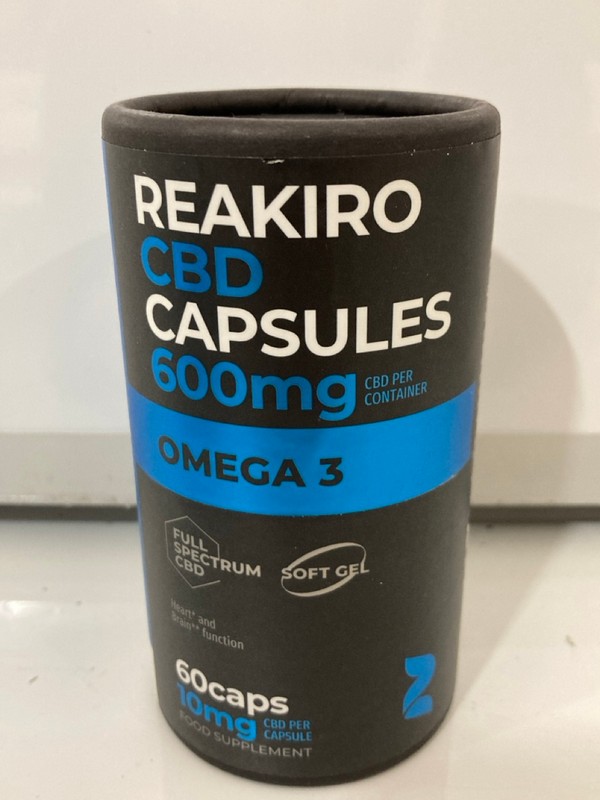 REAKIRO
CBD
CAPSULES
600mg
CBD PER
CONTAINER
OMEGA 3
FULL
SPECTRUM
CBD
SOFT GEL
Heart* and
Brain** function
60caps
10mg
CBD PER
CAPSULE
FOOD SUPPLEMENT